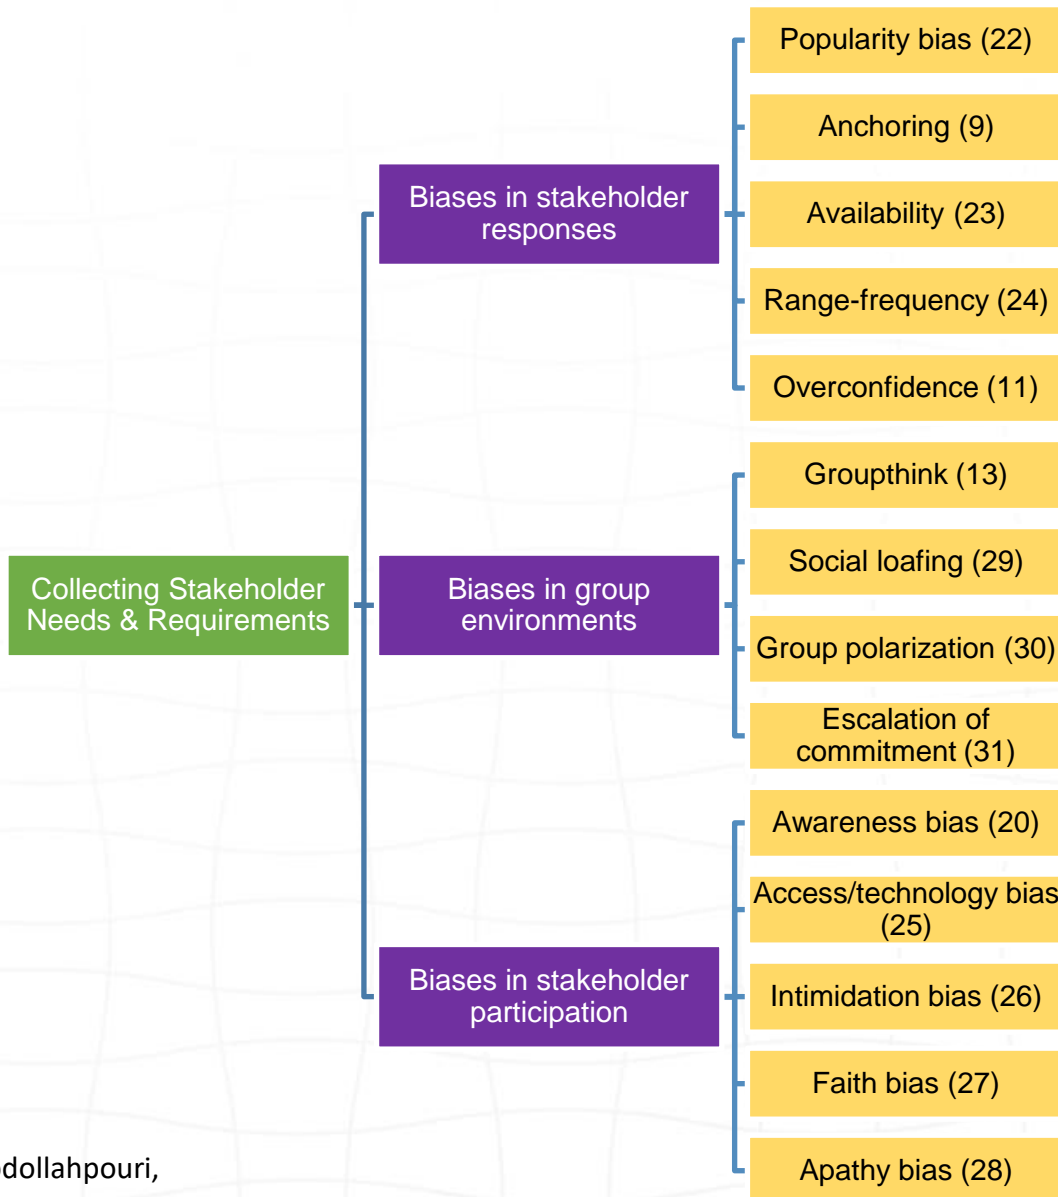 Collecting Stakeholder
Needs & Requirements
Biases in stakeholder
responses
Popularity bias (22)
Anchoring (9)
Availability (23)
Range-frequency (24)
Overconfidence (11)
Biases in group
environments
Groupthink (13)
Social loafing (29)
Group polarization (30)
Escalation of
commitment (31)
Biases in stakeholder
participation
Awareness bias (20)
Access/technology bias
(25)
Intimidation bias (26)
Faith bias (27)
Apathy bias (28)